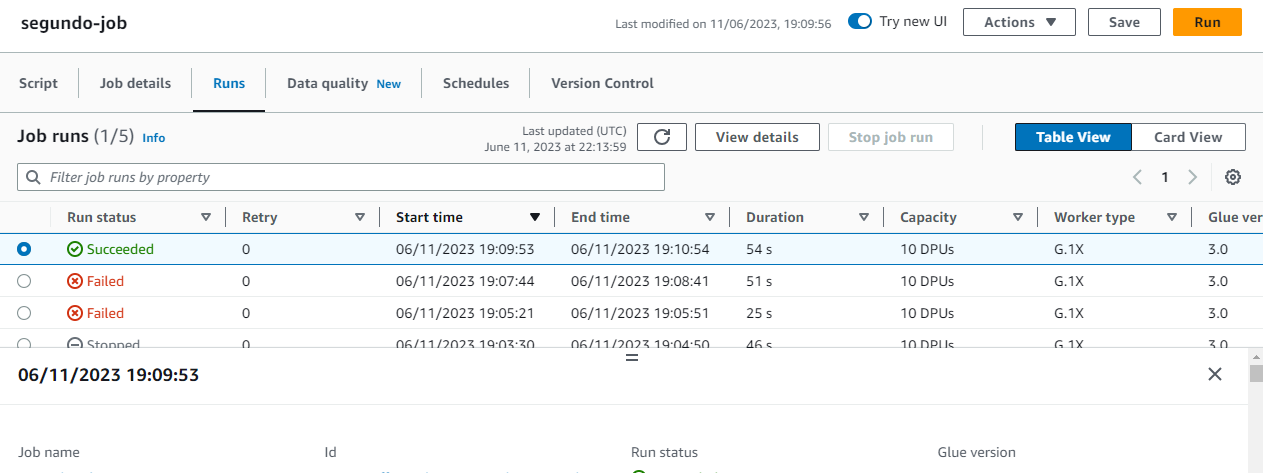 segundo-job
Last modified on 11/06/2023, 19:09:56
Try new UI
Actions
Save
Run
Script
Job details
Runs
Data quality New
Schedules
Version Control
Job runs (1/5) Info
Last updated (UTC)
June 11, 2023 at 22:13:59
View details
Stop job run
Table View
Card View
Filter job runs by property
1
Run status Retry Start time End time Duration Capacity Worker type Glue ver
Succeeded 0 06/11/2023 19:09:53 06/11/2023 19:10:54 54 s 10 DPUs G.1X 3.0
Failed 0 06/11/2023 19:07:44 06/11/2023 19:08:41 51 s 10 DPUs G.1X 3.0
Failed 0 06/11/2023 19:05:21 06/11/2023 19:05:51 25 s 10 DPUs G.1X 3.0
Stopped 0 06/11/2023 19:03:30 06/11/2023 19:04:50 46 s 10 DPUs G.1X 3.0
06/11/2023 19:09:53
Job name Id Run status Glue version